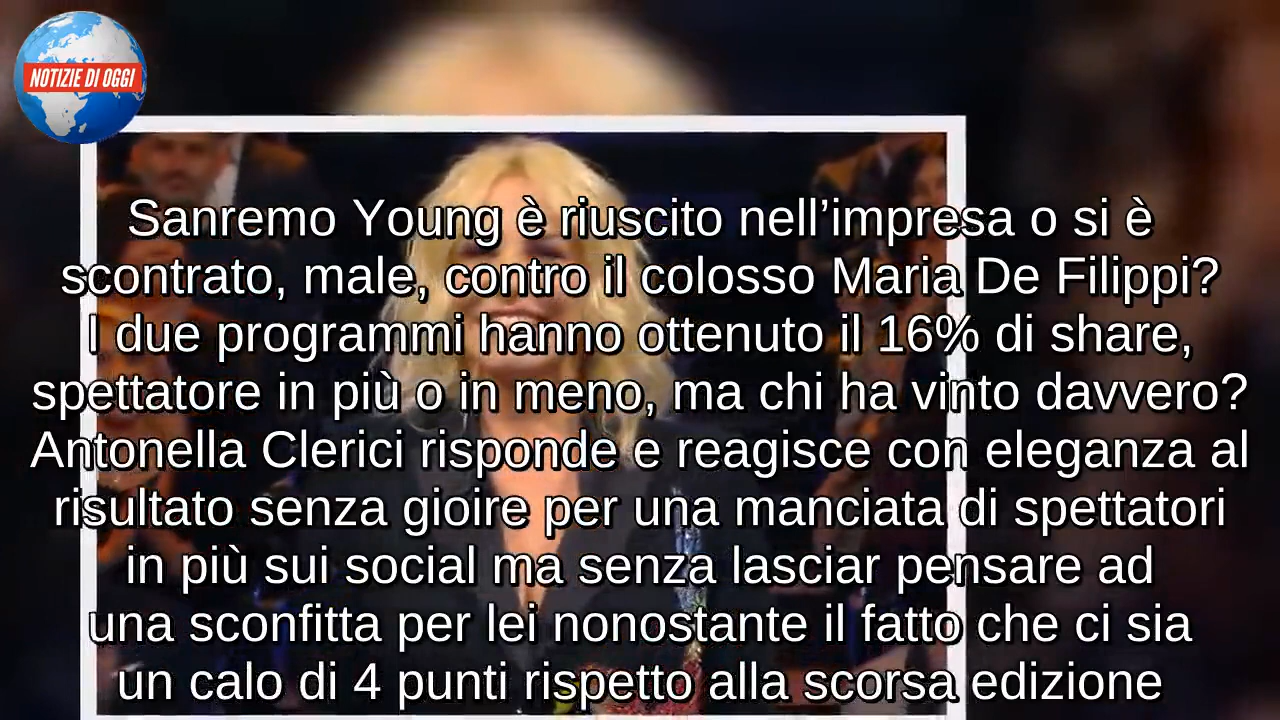 NOTIZIE DI OGGI
Sanremo Young è riuscito nell’impresa o si è
scontrato, male, contro il colosso Maria De Filippi?
I due programmi hanno ottenuto il 16% di share,
spettatore in più o in meno, ma chi ha vinto davvero?
Antonella Clerici risponde e reagisce con eleganza al
risultato senza gioire per una manciata di spettatori
in più sui social ma senza lasciar pensare ad
una sconfitta per lei nonostante il fatto che ci sia
un calo di 4 punti rispetto alla scorsa edizione